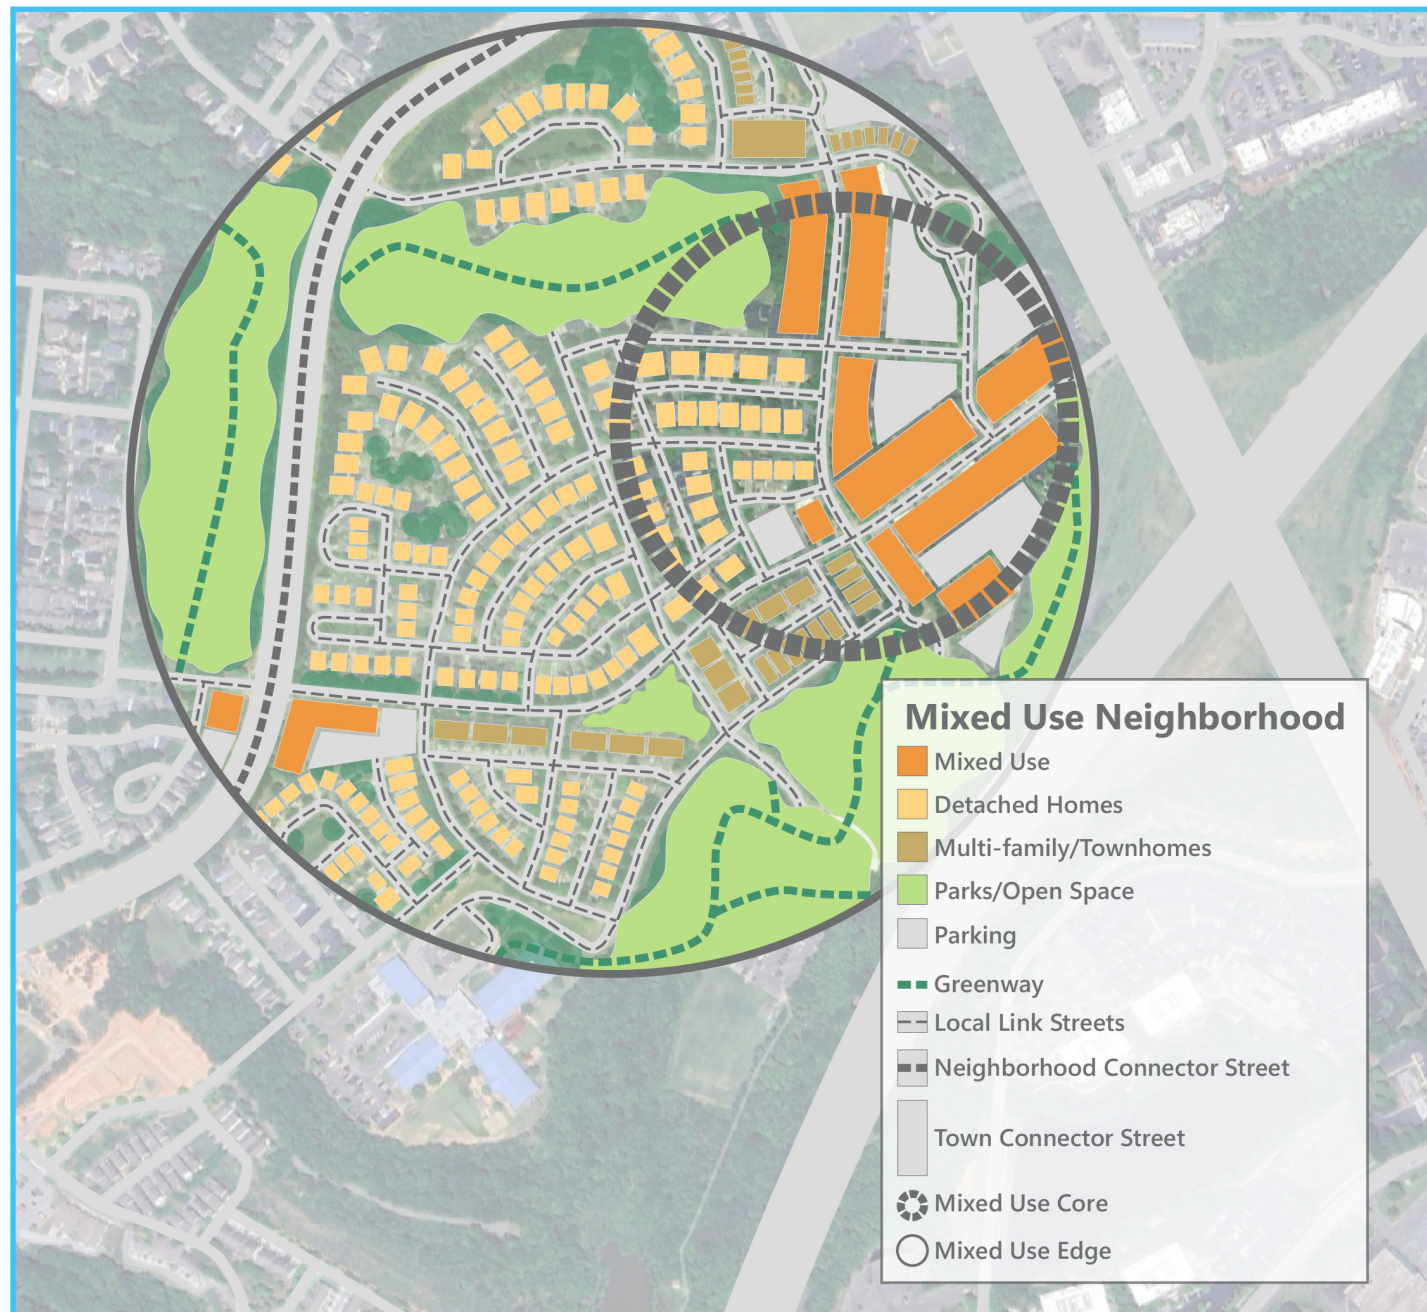 Mixed Use Neighborhood
Mixed Use
Detached Homes
Multi-family/Townhomes
Parks/Open Space
Parking
Greenway
Local Link Streets
Neighborhood Connector Street
Town Connector Street
Mixed Use Core
Mixed Use Edge